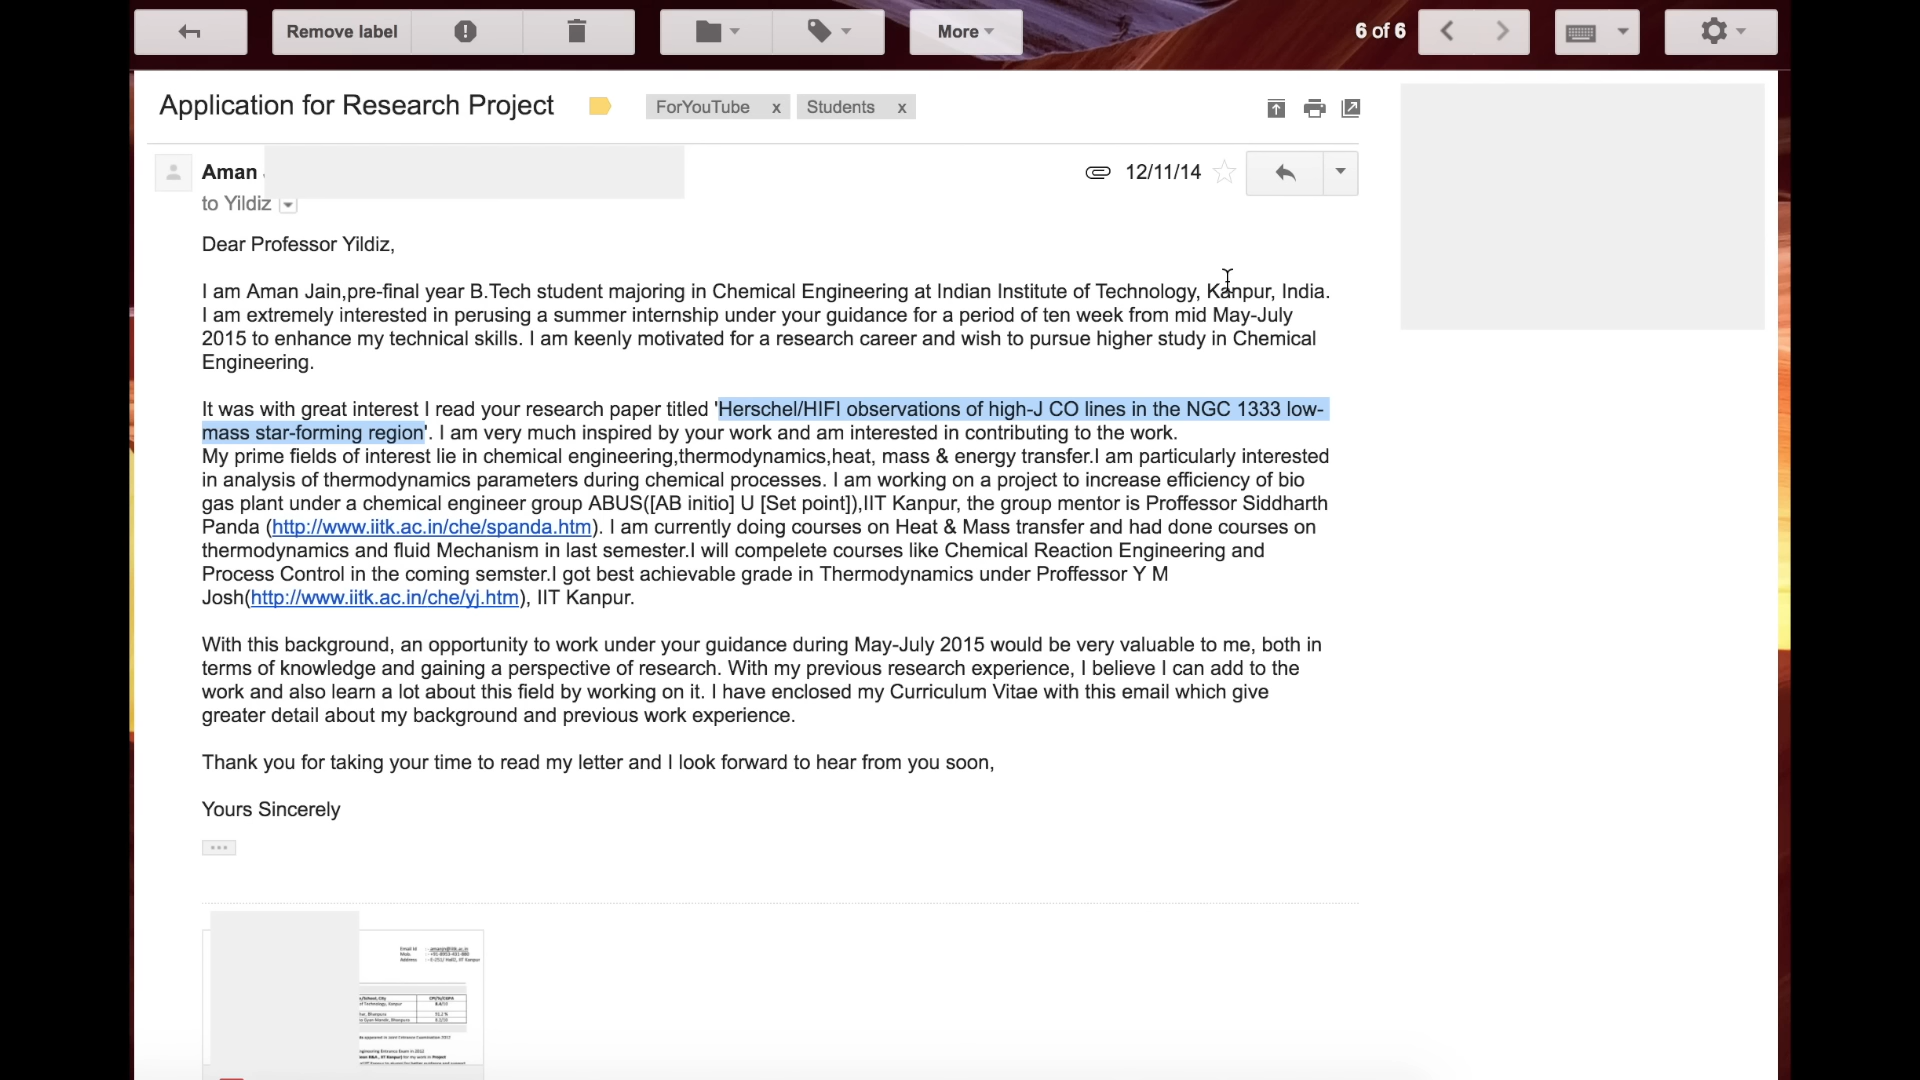 Remove label
More
6 of 6
Application for Research Project
ForYouTube x
Students x
Aman
12/11/14
to Yildiz
Dear Professor Yildiz,
I am Aman Jain,pre-final year B.Tech student majoring in Chemical Engineering at Indian Institute of Technology, Kanpur, India.
I am extremely interested in perusing a summer internship under your guidance for a period of ten week from mid May-July
2015 to enhance my technical skills. I am keenly motivated for a research career and wish to pursue higher study in Chemical
Engineering.
It was with great interest I read your research paper titled 'Herschel/HIFI observations of high-J CO lines in the NGC 1333 low-
mass star-forming region'. I am very much inspired by your work and am interested in contributing to the work.
My prime fields of interest lie in chemical engineering,thermodynamics,heat, mass & energy transfer.I am particularly interested
in analysis of thermodynamics parameters during chemical processes. I am working on a project to increase efficiency of bio
gas plant under a chemical engineer group ABUS([AB initio] U [Set point]),IIT Kanpur, the group mentor is Proffessor Siddharth
Panda (http://www.iitk.ac.in/che/spanda.htm). I am currently doing courses on Heat & Mass transfer and had done courses on
thermodynamics and fluid Mechanism in last semester.I will compelete courses like Chemical Reaction Engineering and
Process Control in the coming semster.I got best achievable grade in Thermodynamics under Proffessor Y M
Josh(http://www.iitk.ac.in/che/yj.htm), IIT Kanpur.
With this background, an opportunity to work under your guidance during May-July 2015 would be very valuable to me, both in
terms of knowledge and gaining a perspective of research. With my previous research experience, I believe I can add to the
work and also learn a lot about this field by working on it. I have enclosed my Curriculum Vitae with this email which give
greater detail about my background and previous work experience.
Thank you for taking your time to read my letter and I look forward to hear from you soon,
Yours Sincerely